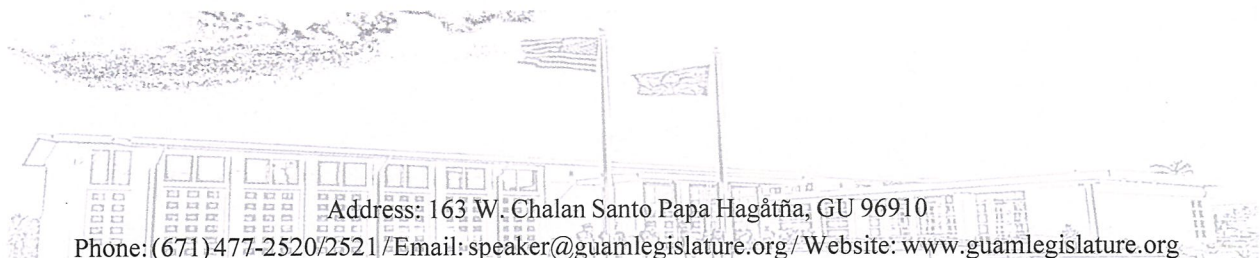 Address: 163 W. Chalan Santo Papa Hagåtña, GU 96910
Phone: (671) 477-2520/2521 / Email: speaker@guamlegislature.org / Website: www.guamlegislature.org